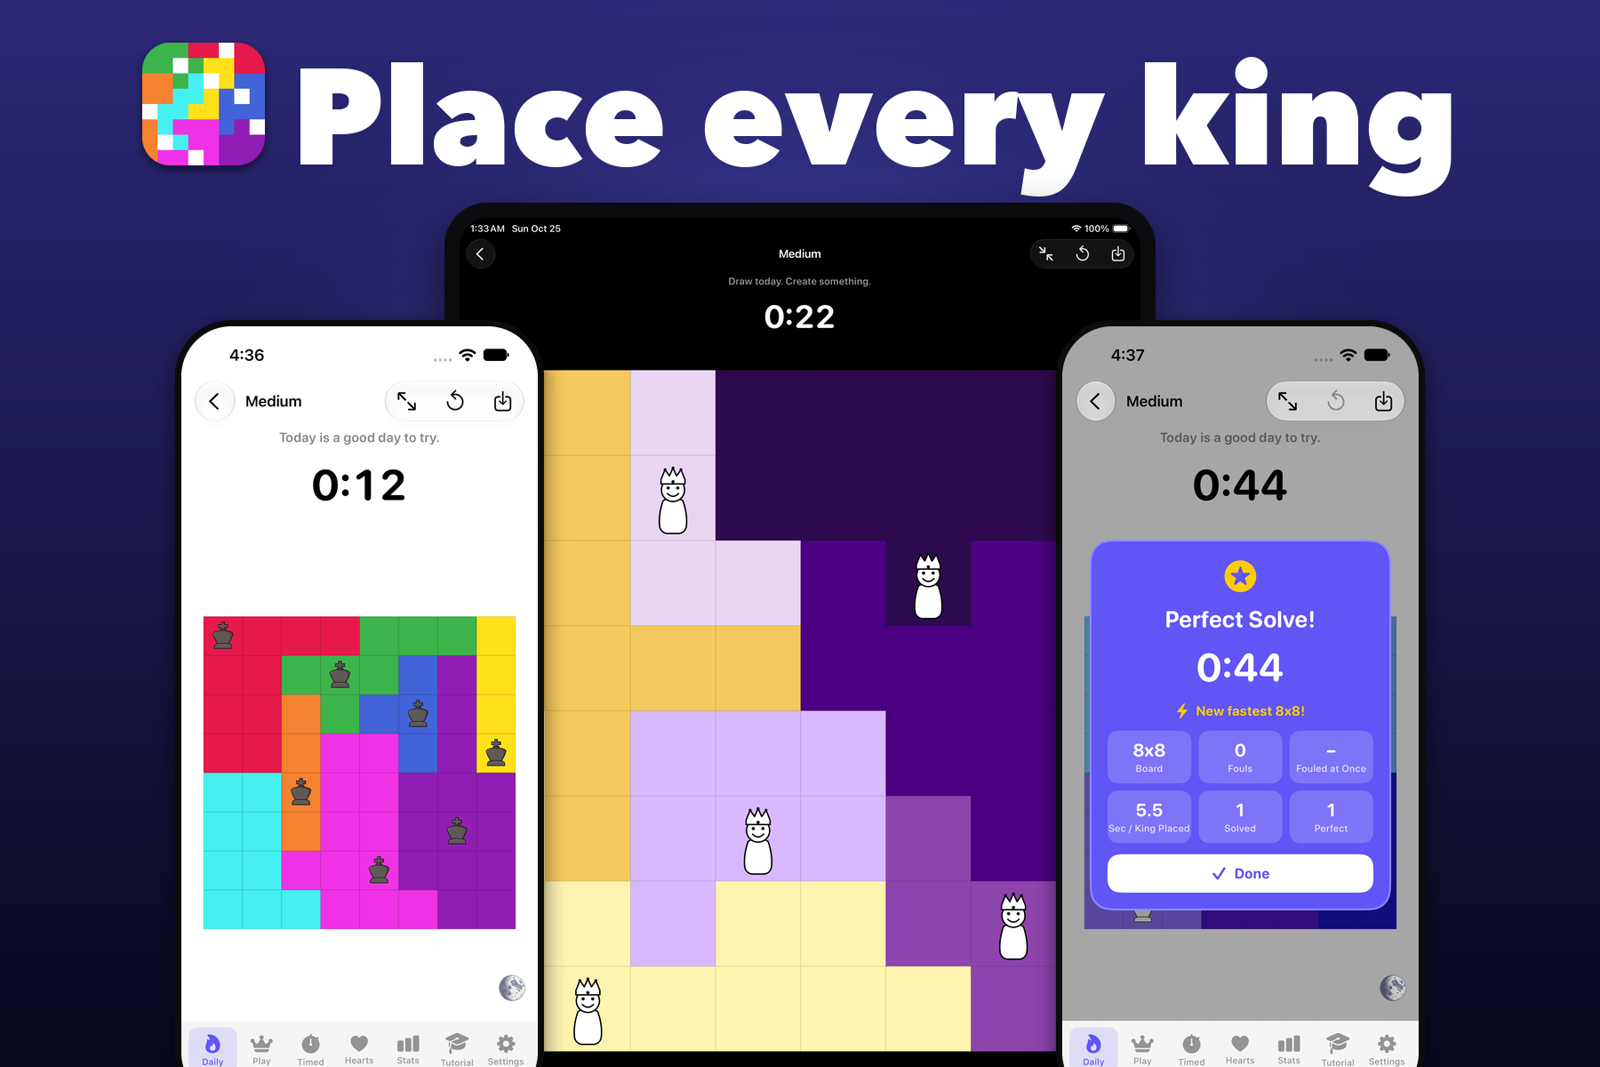 Place every king
1:33 AM Sun Oct 25
100%
Medium
Draw today. Create something.
0:22
4:36
Medium
Today is a good day to try.
0:12
Daily
Play
Timed
Hearts
Stats
Tutorial
Settings
4:37
Medium
Today is a good day to try.
0:44
Perfect Solve!
0:44
New fastest 8x8!
8x8
Board
0
Fouls
–
Fouled at Once
5.5
Sec / King Placed
1
Solved
1
Perfect
Done
Daily
Play
Timed
Hearts
Stats
Tutorial
Settings